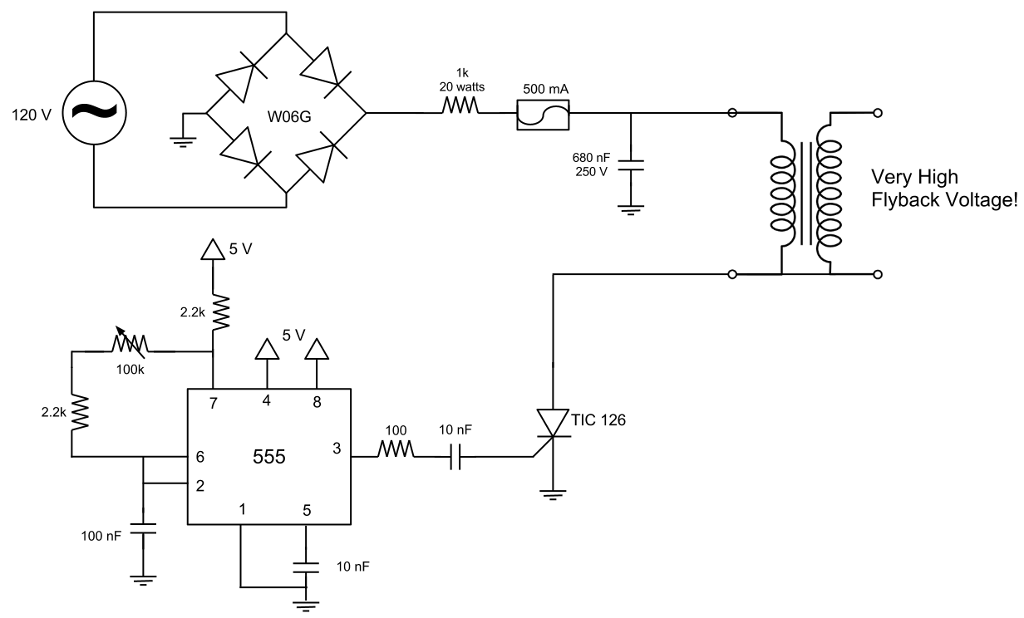 120 V
W06G
1k
20 watts
500 mA
680 nF
250 V
Very High
Flyback Voltage!
5 V
2.2k
100k
5 V
2.2k
7
4
8
6
2
555
3
1
5
100
10 nF
TIC 126
100 nF
10 nF